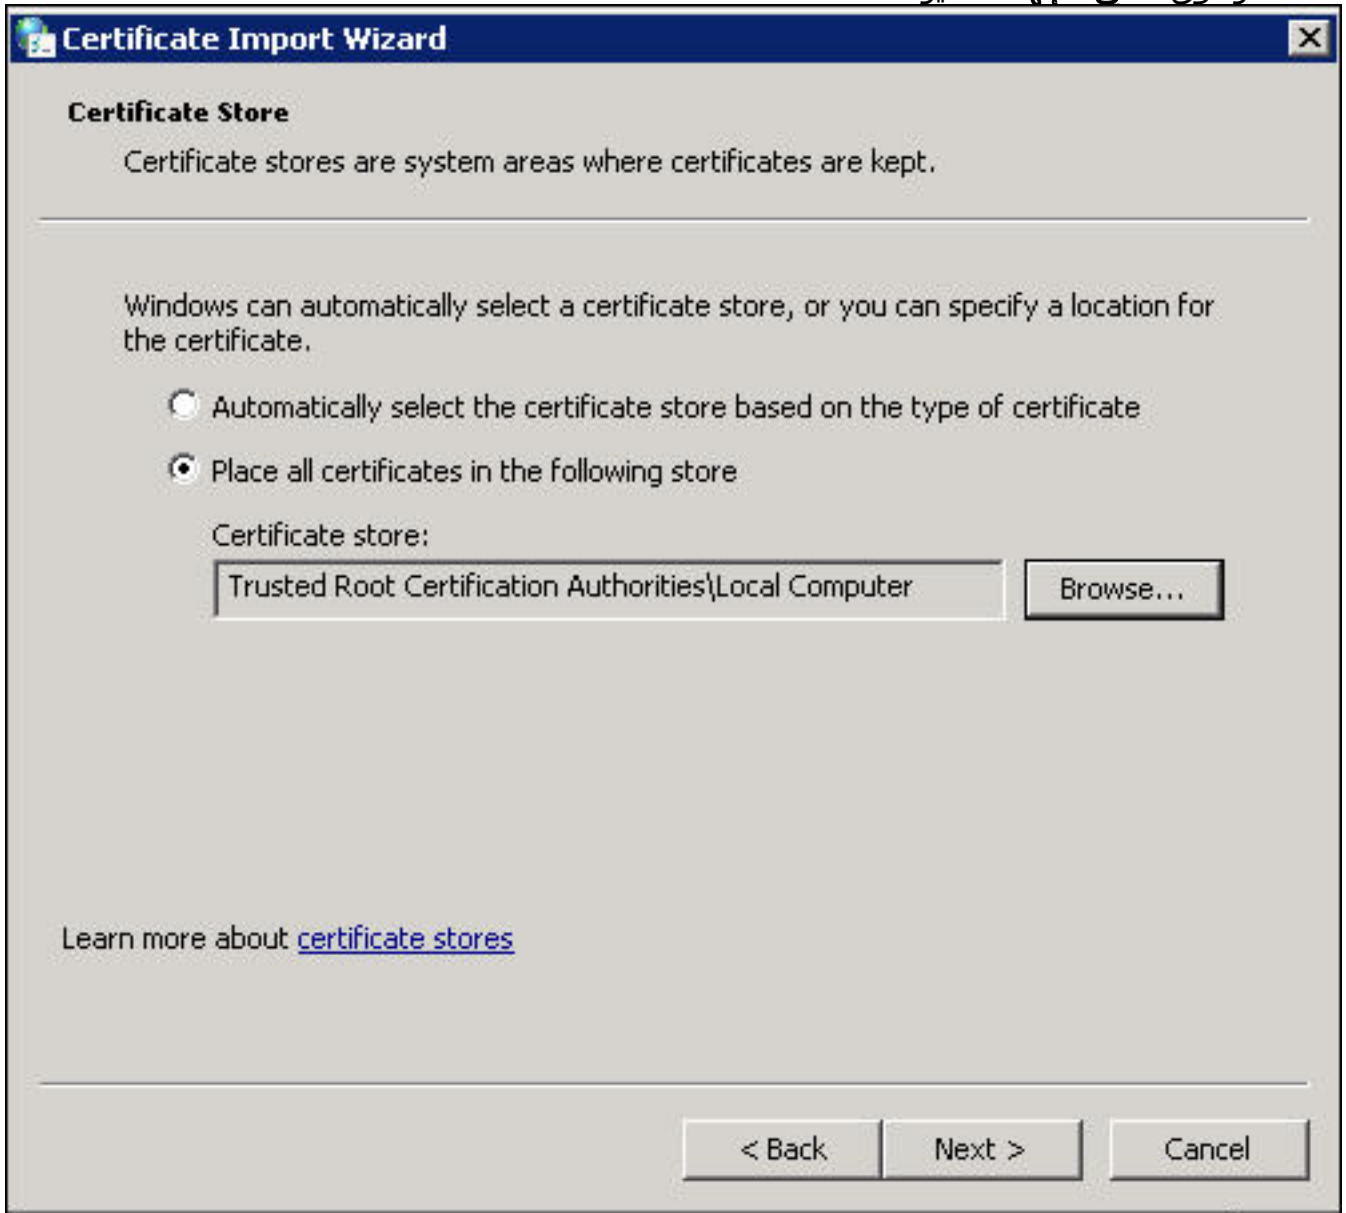 Certificate Import Wizard
Certificate Store
Certificate stores are system areas where certificates are kept.
Windows can automatically select a certificate store, or you can specify a location for
the certificate.
Automatically select the certificate store based on the type of certificate
Place all certificates in the following store
Certificate store:
Trusted Root Certification Authorities\Local Computer
Browse...
Learn more about certificate stores
< Back
Next >
Cancel